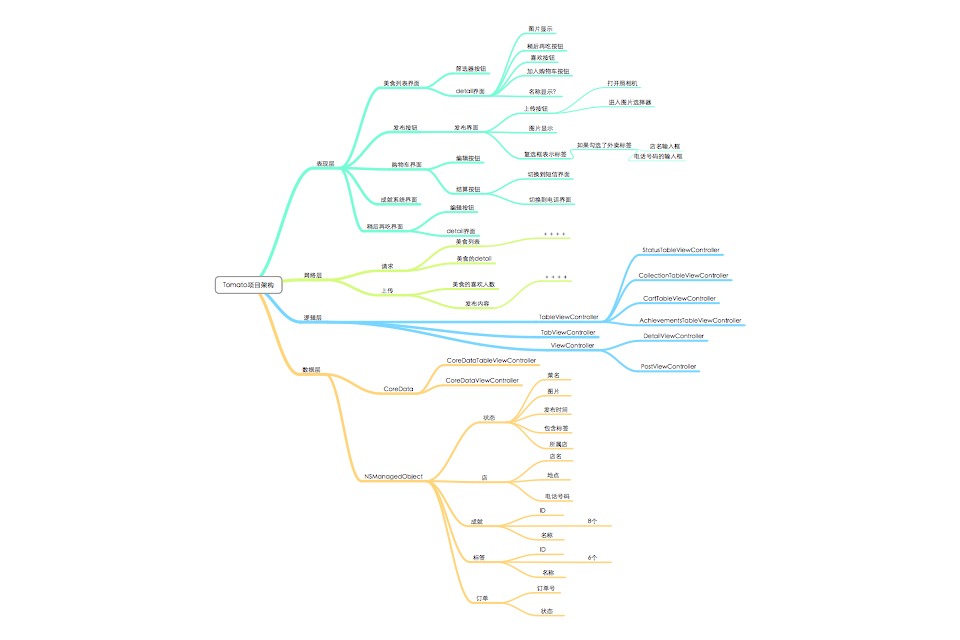 Tomato项目架构
表现层
美食列表界面
筛选器按钮
detail界面
图片显示
稍后再吃按钮
喜欢按钮
加入购物车按钮
名称显示?
发布按钮
发布界面
上传按钮
打开照相机
进入图片选择器
图片显示
复选框表示标签
如果勾选了外卖标签
店名输入框
电话号码的输入框
购物车界面
编辑按钮
结算按钮
切换到短信界面
切换到电话界面
成就系统界面
稍后再吃界面
编辑按钮
detail界面
网络层
请求
美食列表
++++
美食的detail
上传
美食的喜欢人数
发布内容
++++
逻辑层
TableViewController
StatusTableViewController
CollectionTableViewController
CartTableViewController
AchievementsTableViewController
TabViewController
ViewController
DetailViewController
PostViewController
数据层
CoreData
CoreDataTableViewController
CoreDataViewController
NSManagedObject
状态
菜名
图片
发布时间
包含标签
所属店
店
店名
地点
电话号码
成就
ID
8个
名称
标签
ID
6个
名称
订单
订单号
状态